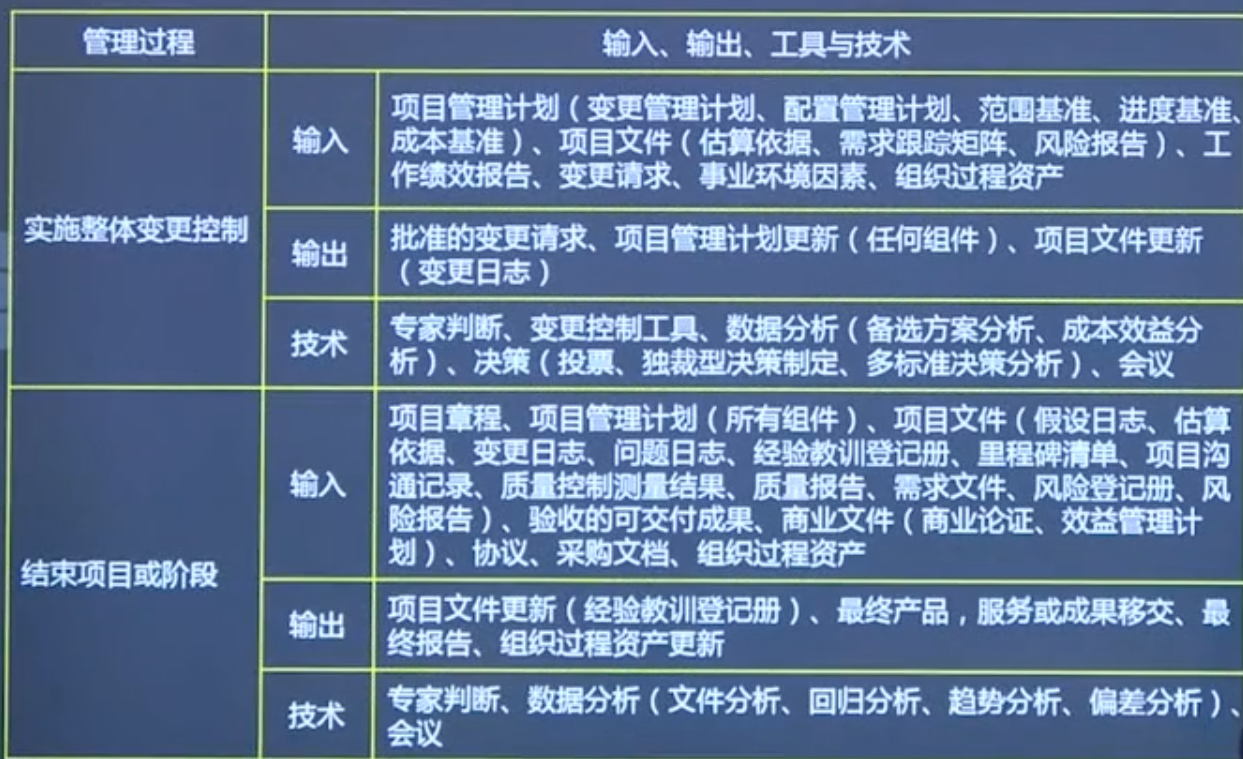 管理过程
输入、输出、工具与技术
实施整体变更控制
输入
项目管理计划（变更管理计划、配置管理计划、范围基准、进度基准、
成本基准）、项目文件（估算依据、需求跟踪矩阵、风险报告）、工
作绩效报告、变更请求、事业环境因素、组织过程资产
输出
批准的变更请求、项目管理计划更新（任何组件）、项目文件更新
（变更日志）
技术
专家判断、变更控制工具、数据分析（备选方案分析、成本效益分
析）、决策（投票、独裁型决策制定、多标准决策分析）、会议
结束项目或阶段
输入
项目章程、项目管理计划（所有组件）、项目文件（假设日志、估算
依据、变更日志、问题日志、经验教训登记册、里程碑清单、项目沟
通记录、质量控制测量结果、质量报告、需求文件、风险登记册、风
险报告）、验收的可交付成果、商业文件（商业论证、效益管理计
划）、协议、采购文档、组织过程资产
输出
项目文件更新（经验教训登记册）、最终产品，服务或成果移交、最
终报告、组织过程资产更新
技术
专家判断、数据分析（文件分析、回归分析、趋势分析、偏差分析）、
会议